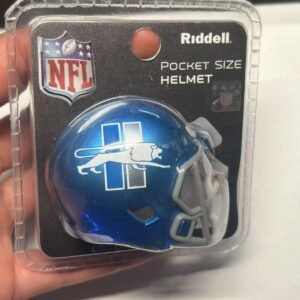 NFL
Riddell
POCKET SIZE
HELMET